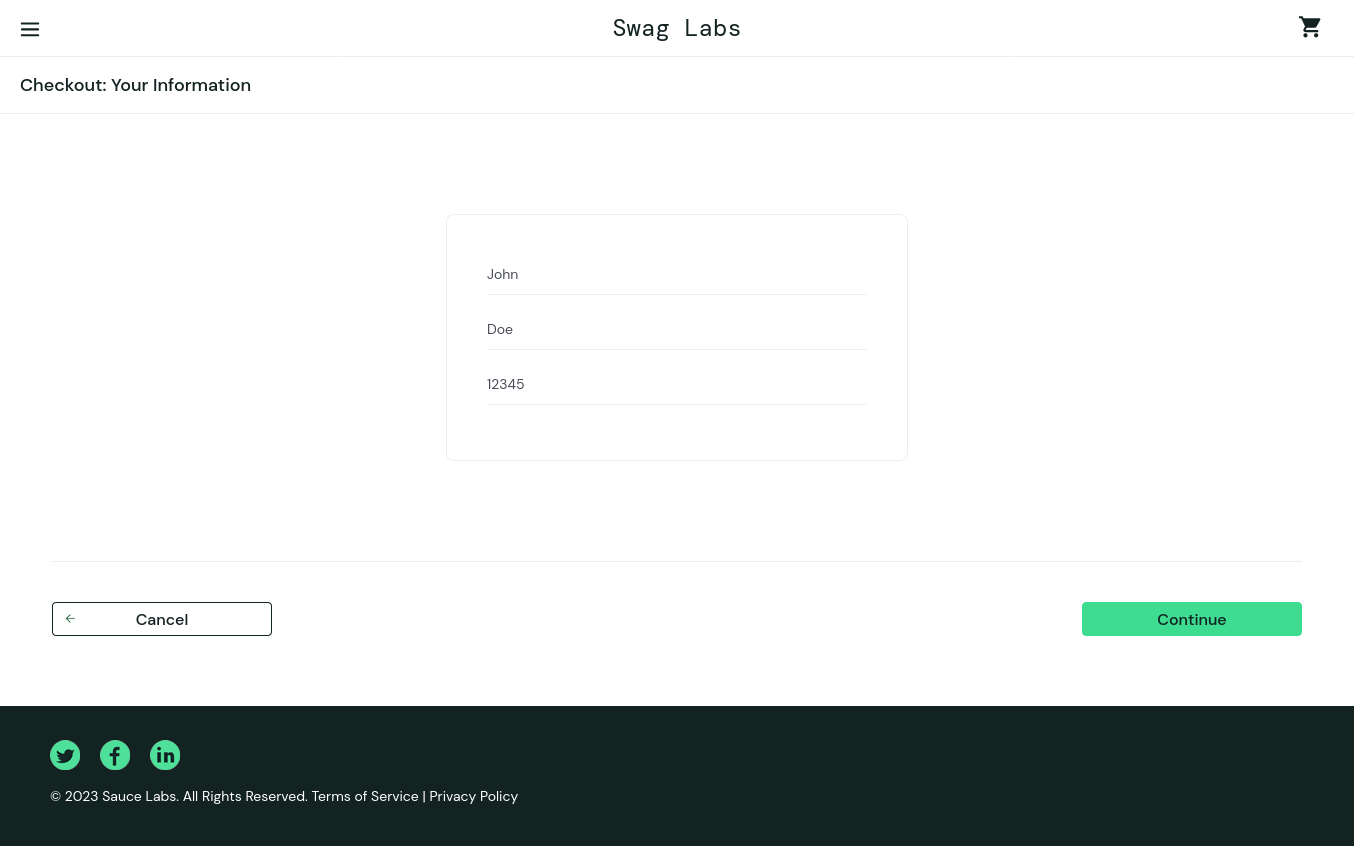 Swag Labs
Checkout: Your Information
John
Doe
12345
Cancel
Continue
© 2023 Sauce Labs. All Rights Reserved. Terms of Service | Privacy Policy